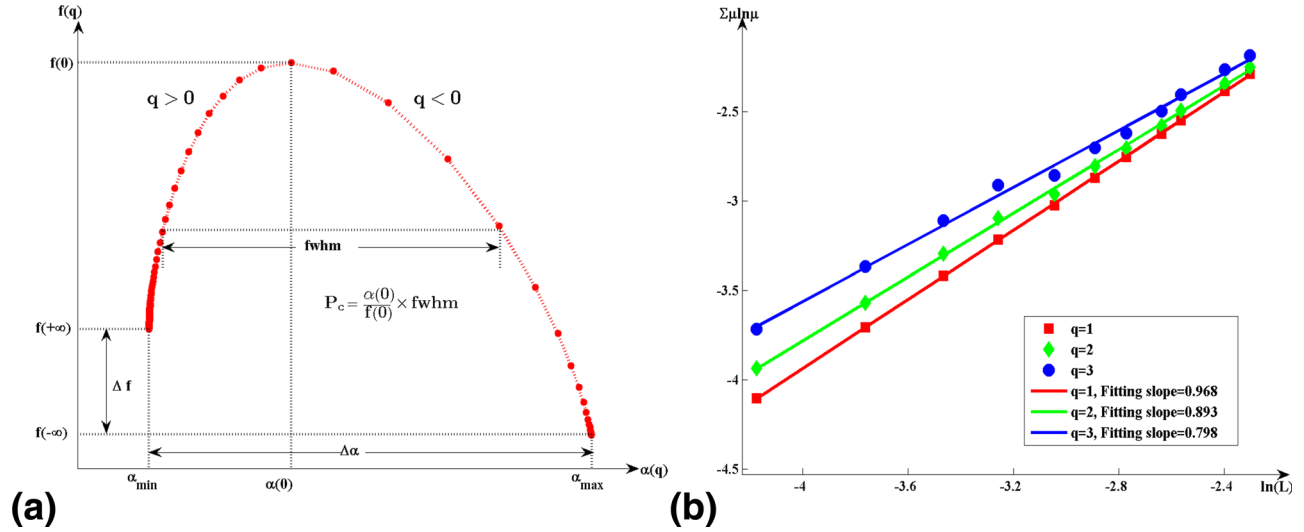 f(q)
f(0)
q > 0
q < 0
fwhm
P_c = α(0)/f(0) × fwhm
f(+∞)
Δ f
f(-∞)
Δα
α_min
α(0)
α_max
α(q)
(a)
Σμlnμ
-2.5
-3
-3.5
-4
-4.5
q=1
q=2
q=3
q=1, Fitting slope=0.968
q=2, Fitting slope=0.893
q=3, Fitting slope=0.798
-4 -3.6 -3.2 -2.8 -2.4 ln(L)
(b)